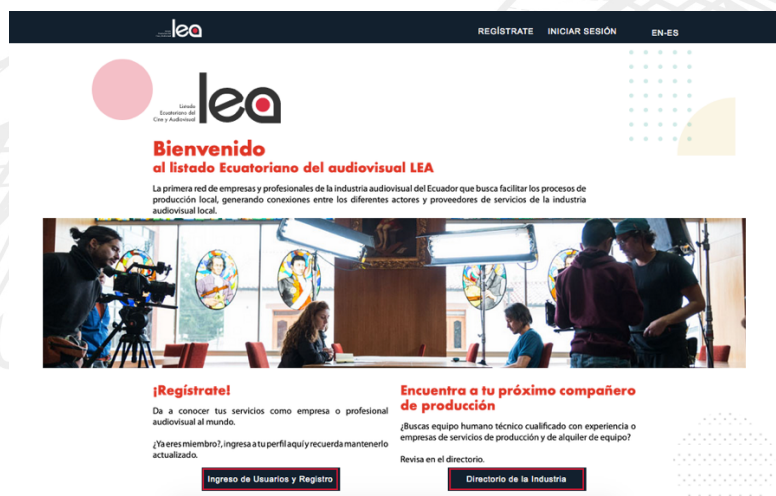 lea
REGÍSTRATE INICIAR SESIÓN EN-ES
Listado
Ecuatoriano del
Cine y Audiovisual
lea
Bienvenido
al listado Ecuatoriano del audiovisual LEA
La primera red de empresas y profesionales de la industria audiovisual del Ecuador que busca facilitar los procesos de
producción local, generando conexiones entre los diferentes actores y proveedores de servicios de la industria
audiovisual local.
¡Regístrate!
Da a conocer tus servicios como empresa o profesional
audiovisual al mundo.
¿Ya eres miembro?, ingresa a tu perfil aquí y recuerda mantenerlo
actualizado.
Ingreso de Usuarios y Registro
Encuentra a tu próximo compañero
de producción
¿Buscas equipo humano técnico cualificado con experiencia o
empresas de servicios de producción y de alquiler de equipo?
Revisa en el directorio.
Directorio de la Industria